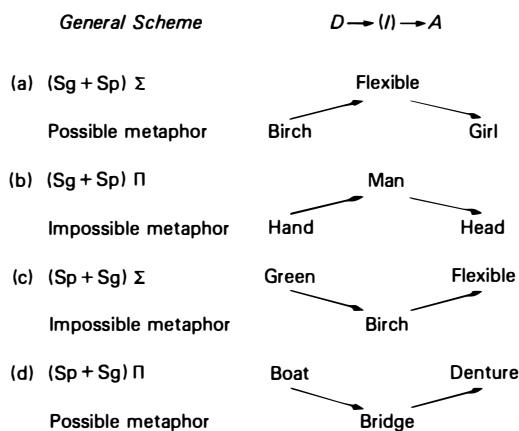 General Scheme D → (I) → A
(a) (Sg + Sp) Σ Flexible
Possible metaphor Birch Girl
(b) (Sg + Sp) Π Man
Impossible metaphor Hand Head
(c) (Sp + Sg) Σ Green Flexible
Impossible metaphor Birch
(d) (Sp + Sg) Π Boat Denture
Possible metaphor Bridge